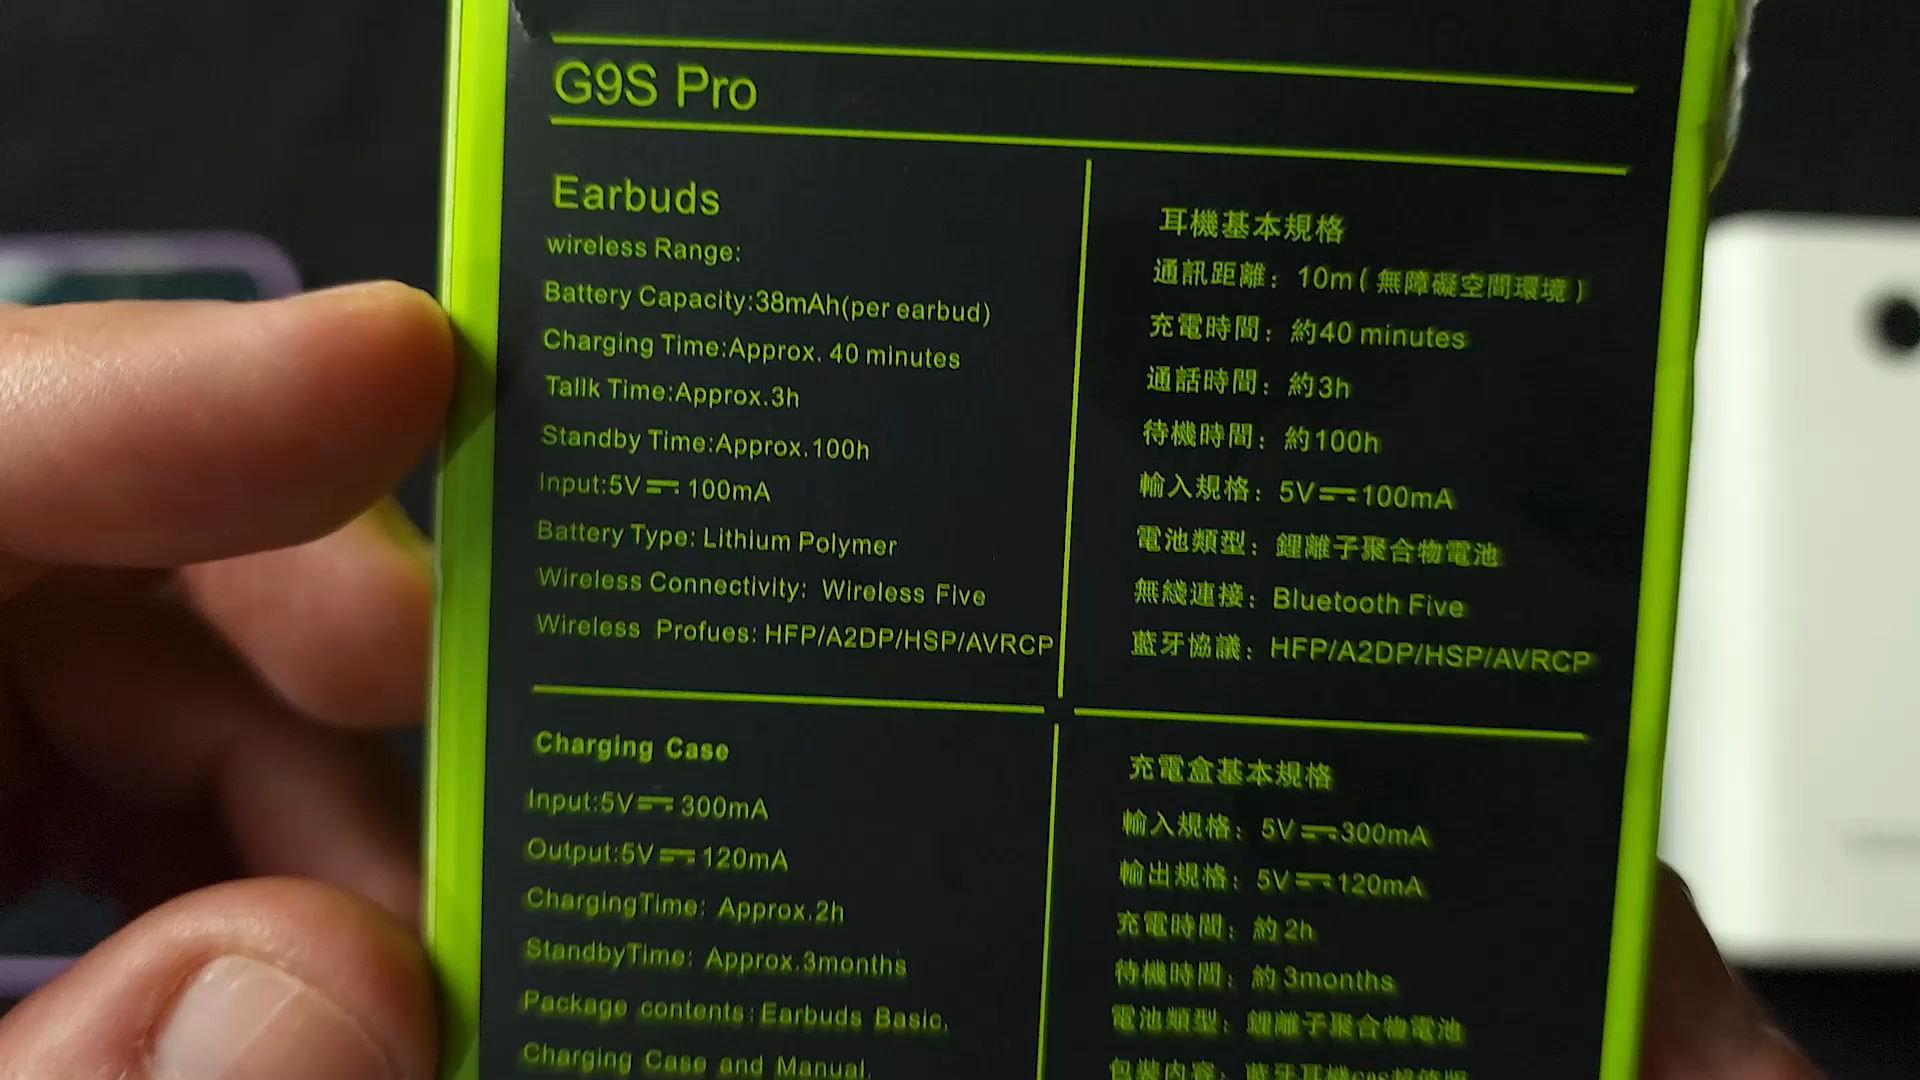 G9S Pro
Earbuds
wireless Range:
Battery Capacity:38mAh(per earbud)
Charging Time:Approx. 40 minutes
Tallk Time:Approx.3h
Standby Time:Approx.100h
Input:5V⎓100mA
Battery Type: Lithium Polymer
Wireless Connectivity: Wireless Five
Wireless Profues: HFP/A2DP/HSP/AVRCP
耳機基本規格
通訊距離：10m(無障礙空間環境)
充電時間：約40 minutes
通話時間：約3h
待機時間：約100h
輸入規格：5V⎓100mA
電池類型：鋰離子聚合物電池
無綫連接：Bluetooth Five
藍牙協議：HFP/A2DP/HSP/AVRCP
Charging Case
Input:5V⎓300mA
Output:5V⎓120mA
ChargingTime: Approx.2h
StandbyTime: Approx.3months
Package contents:Earbuds Basic,
Charging Case and Manual.
充電盒基本規格
輸入規格：5V⎓300mA
輸出規格：5V⎓120mA
充電時間：約2h
待機時間：約3months
電池類型：鋰離子聚合物電池
包裝内容：藍牙耳機